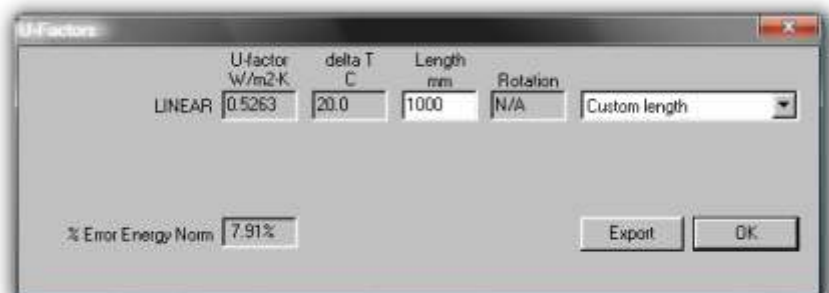 U-Factors
U-factor delta T Length
W/m2-K C mm Rotation
LINEAR 0.5263 20.0 1000 N/A Custom length
% Error Energy Norm 7.91% Export OK